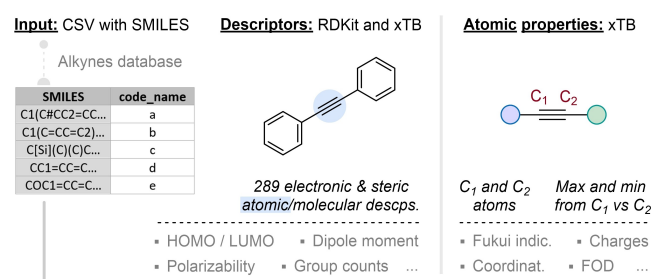 Input: CSV with SMILES
Alkynes database
SMILES code_name
C1(C#CC2=CC... a
C1(C=CC=C2)... b
C[Si](C)(C)C... c
CC1=CC=C... d
COC1=CC=C... e
Descriptors: RDKit and xTB
289 electronic & steric
atomic/molecular descps.
▪ HOMO / LUMO ▪ Dipole moment
▪ Polarizability ▪ Group counts ...
Atomic properties: xTB
C1 C2
C1 and C2 Max and min
atoms from C1 vs C2
▪ Fukui indic. ▪ Charges
▪ Coordinat. ▪ FOD ...